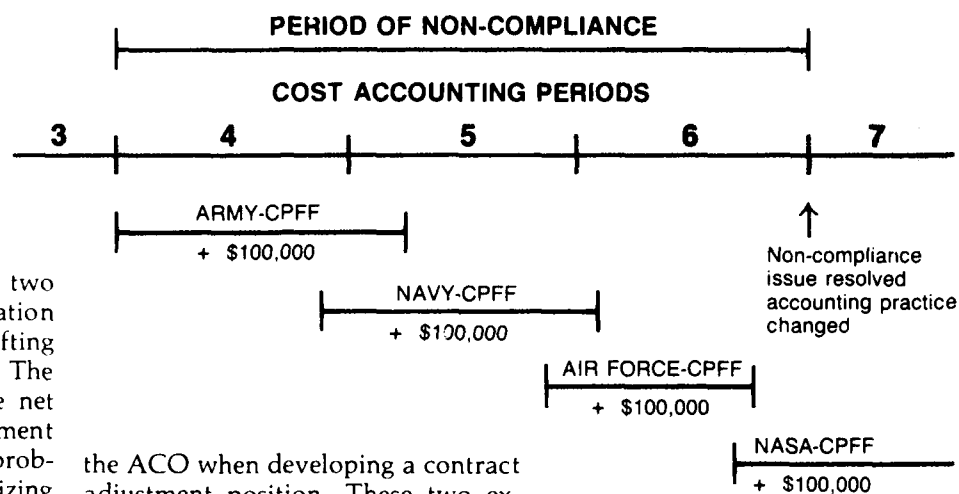 PERIOD OF NON-COMPLIANCE
COST ACCOUNTING PERIODS
3 4 5 6 7
ARMY-CPFF
+ $100,000
NAVY-CPFF
+ $100,000
AIR FORCE-CPFF
+ $100,000
NASA-CPFF
+ $100,000
Non-compliance
issue resolved
accounting practice
changed
two
ation
fting
The
e net
ment
prob-
izing
the ACO when developing a contract
adjustment position. These two ex-